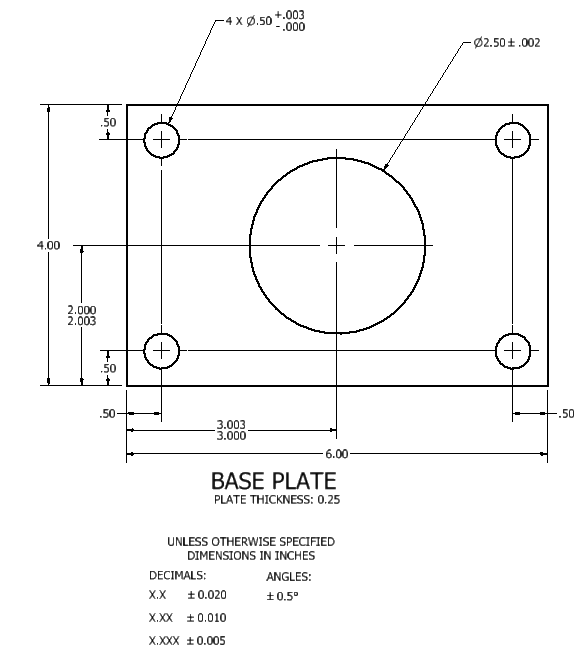 4 X Ø.50 +.003
-.000
Ø2.50± .002
.50
4.00
2.000
2.003
.50
.50
.50
3.003
3.000
6.00
BASE PLATE
PLATE THICKNESS: 0.25
UNLESS OTHERWISE SPECIFIED
DIMENSIONS IN INCHES
DECIMALS: ANGLES:
X.X ± 0.020 ± 0.5°
X.XX ± 0.010
X.XXX ± 0.005